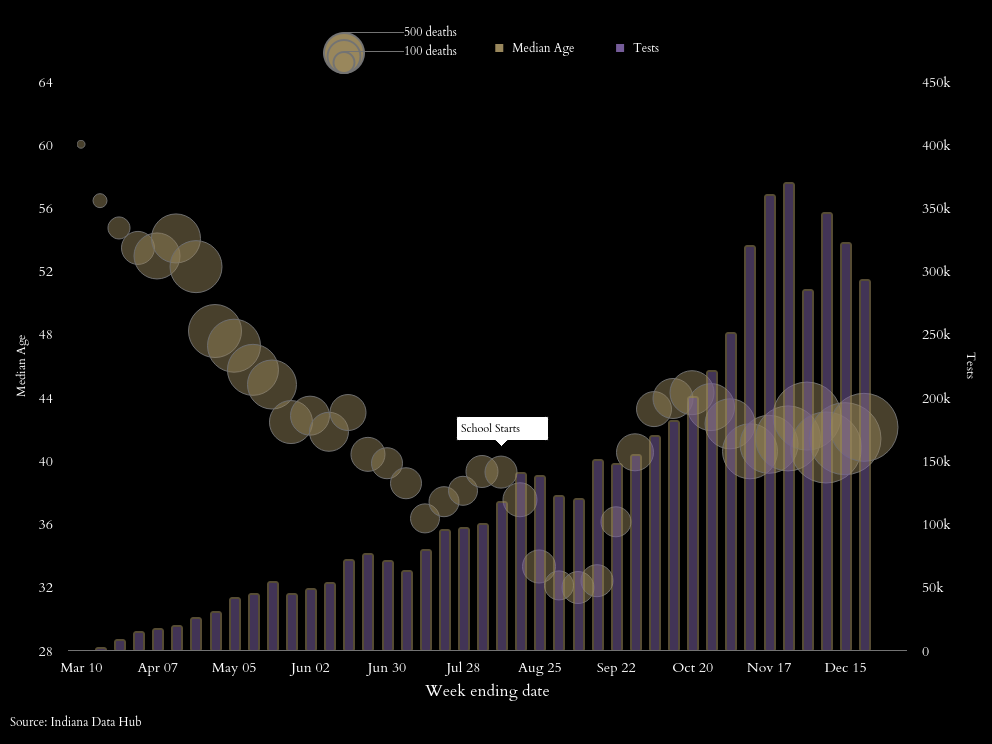 500 deaths
100 deaths
Median Age
Tests
64
60
56
52
48
44
40
36
32
28
Median Age
450k
400k
350k
300k
250k
200k
150k
100k
50k
0
Tests
School Starts
Mar 10 Apr 07 May 05 Jun 02 Jun 30 Jul 28 Aug 25 Sep 22 Oct 20 Nov 17 Dec 15
Week ending date
Source: Indiana Data Hub